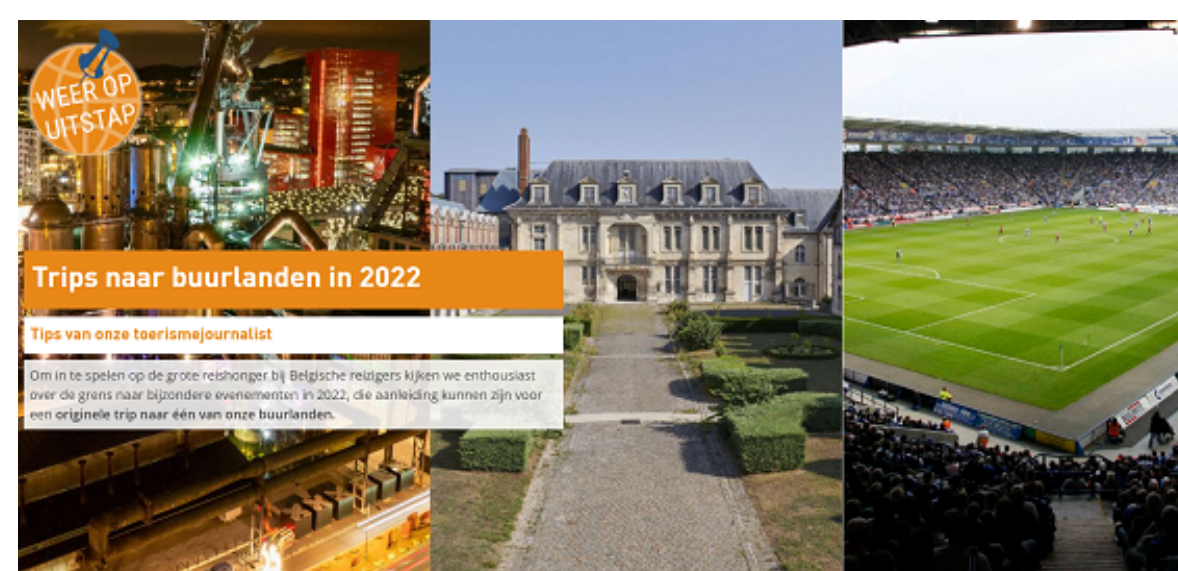 WEER OP
UITSTAP
Trips naar buurlanden in 2022
Tips van onze toerismejournalist
Om in te spelen op de grote reishonger bij Belgische reizigers kijken we enthousiast
over de grens naar bijzondere evenementen in 2022, die aanleiding kunnen zijn voor
een originele trip naar één van onze buurlanden.